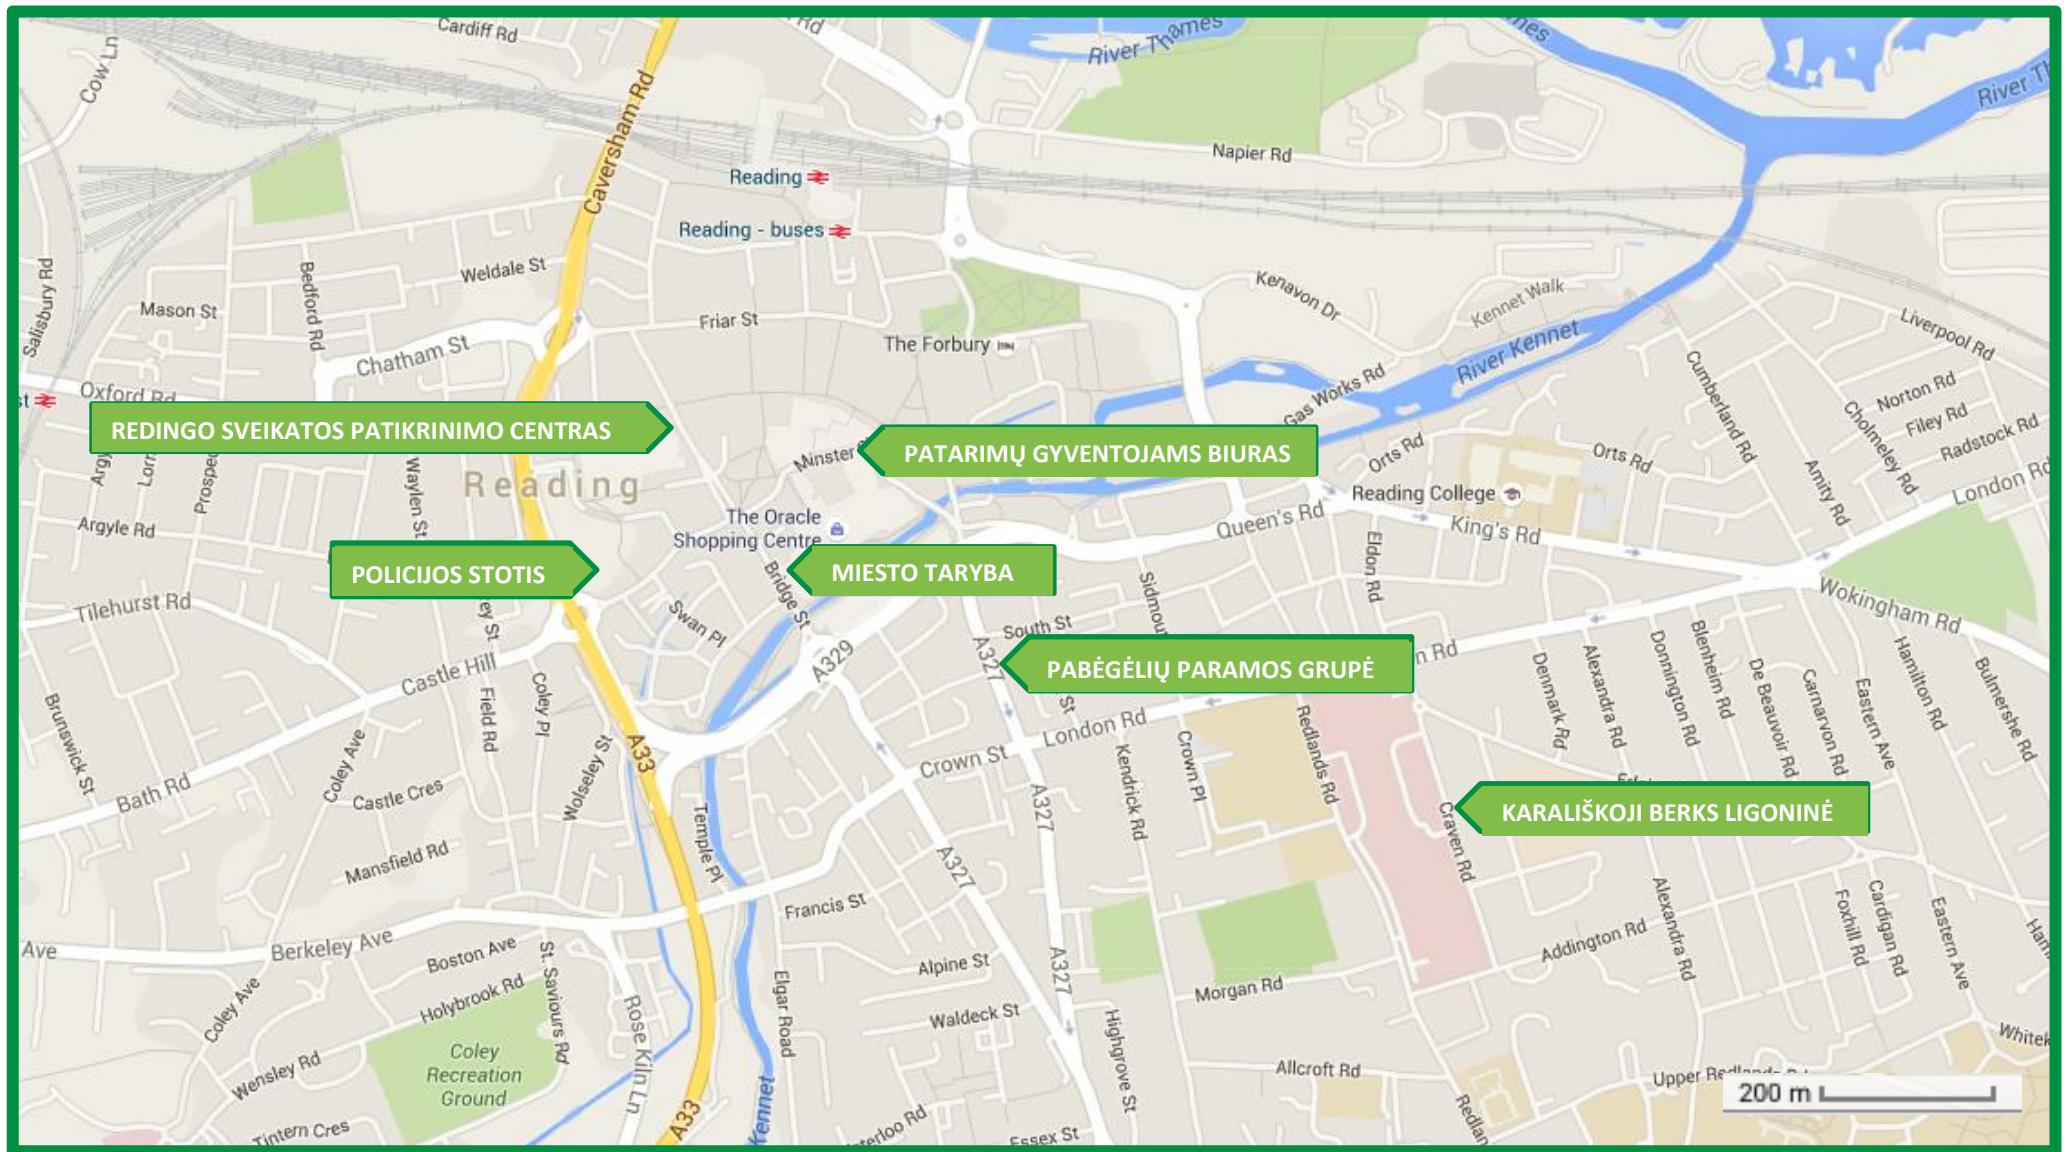 Cardiff Rd
Rd
River Thames
River Th
Cow Ln
Caversham Rd
Napier Rd
Reading
Reading - buses
Salisbury Rd
Mason St
Bedford Rd
Weldale St
Friar St
The Forbury
Kenavon Dr
Kennet Walk
River Kennet
Liverpool Rd
Chatham St
Oxford Rd
Gas Works Rd
Cumberland Rd
Norton Rd
Filey Rd
Radstock Rd
Cholmeley Rd
London Rd
REDINGO SVEIKATOS PATIKRINIMO CENTRAS
PATARIMŲ GYVENTOJAMS BIURAS
Minster
Orts Rd
Orts Rd
Amity Rd
Waylen St
Reading
Reading College
Argyle Rd
The Oracle
Shopping Centre
Queen's Rd
King's Rd
Eldon Rd
POLICIJOS STOTIS
MIESTO TARYBA
Bridge St
Tilehurst Rd
Swan Pl
South St
Wokingham Rd
A329
A327
PABĖGĖLIŲ PARAMOS GRUPĖ
Castle Hill
Field Rd
Coley Pl
Brunswick St
Coley Ave
Wolseley St
A33
Crown St
London Rd
Kendrick Rd
Crown Pl
Redlands Rd
Denmark Rd
Alexandra Rd
Donnington Rd
Blenheim Rd
De Beauvoir Rd
Carnarvon Rd
Eastern Ave
Hamilton Rd
Bulmershe Rd
Bath Rd
Castle Cres
Temple Pl
A327
Craven Rd
KARALIŠKOJI BERKS LIGONINĖ
Mansfield Rd
A327
Francis St
Alexandra Rd
Foxhill Rd
Cardigan Rd
Eastern Ave
Ave
Berkeley Ave
Boston Ave
St. Saviours Rd
Alpine St
A327
Addington Rd
Coley Ave
Holybrook Rd
Rose Kiln Ln
Elgar Road
Waldeck St
Morgan Rd
Highgrove St
Wensley Rd
Coley
Recreation
Ground
Allcroft Rd
200 m
Tintern Cres
A33
Kennet
Essex St